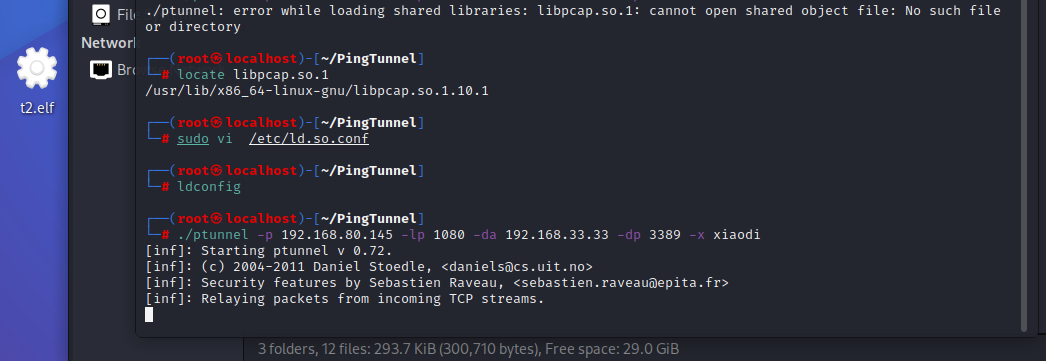 ./ptunnel: error while loading shared libraries: libpcap.so.1: cannot open shared object file: No such file
or directory
File
Network
Bro
t2.elf
┌──(root㉿localhost)-[~/PingTunnel]
└─# locate libpcap.so.1
/usr/lib/x86_64-linux-gnu/libpcap.so.1.10.1
┌──(root㉿localhost)-[~/PingTunnel]
└─# sudo vi  /etc/ld.so.conf
┌──(root㉿localhost)-[~/PingTunnel]
└─# ldconfig
┌──(root㉿localhost)-[~/PingTunnel]
└─# ./ptunnel -p 192.168.80.145 -lp 1080 -da 192.168.33.33 -dp 3389 -x xiaodi
[inf]: Starting ptunnel v 0.72.
[inf]: (c) 2004-2011 Daniel Stoedle, <daniels@cs.uit.no>
[inf]: Security features by Sebastien Raveau, <sebastien.raveau@epita.fr>
[inf]: Relaying packets from incoming TCP streams.
3 folders, 12 files: 293.7 KiB (300,710 bytes), Free space: 29.0 GiB